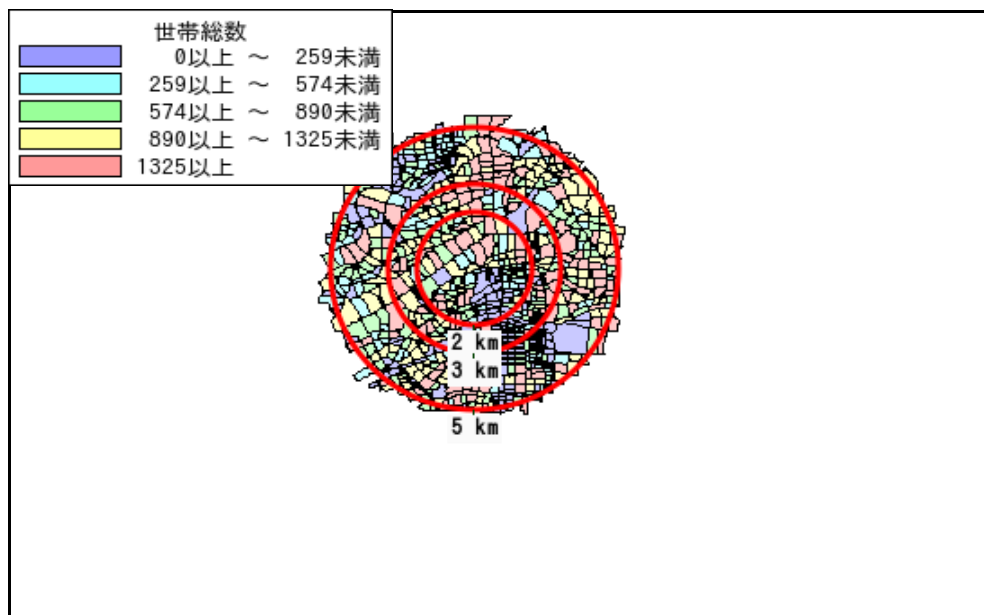 世帯総数
0以上 ～ 259未満
259以上 ～ 574未満
574以上 ～ 890未満
890以上 ～ 1325未満
1325以上
2 km
3 km
5 km